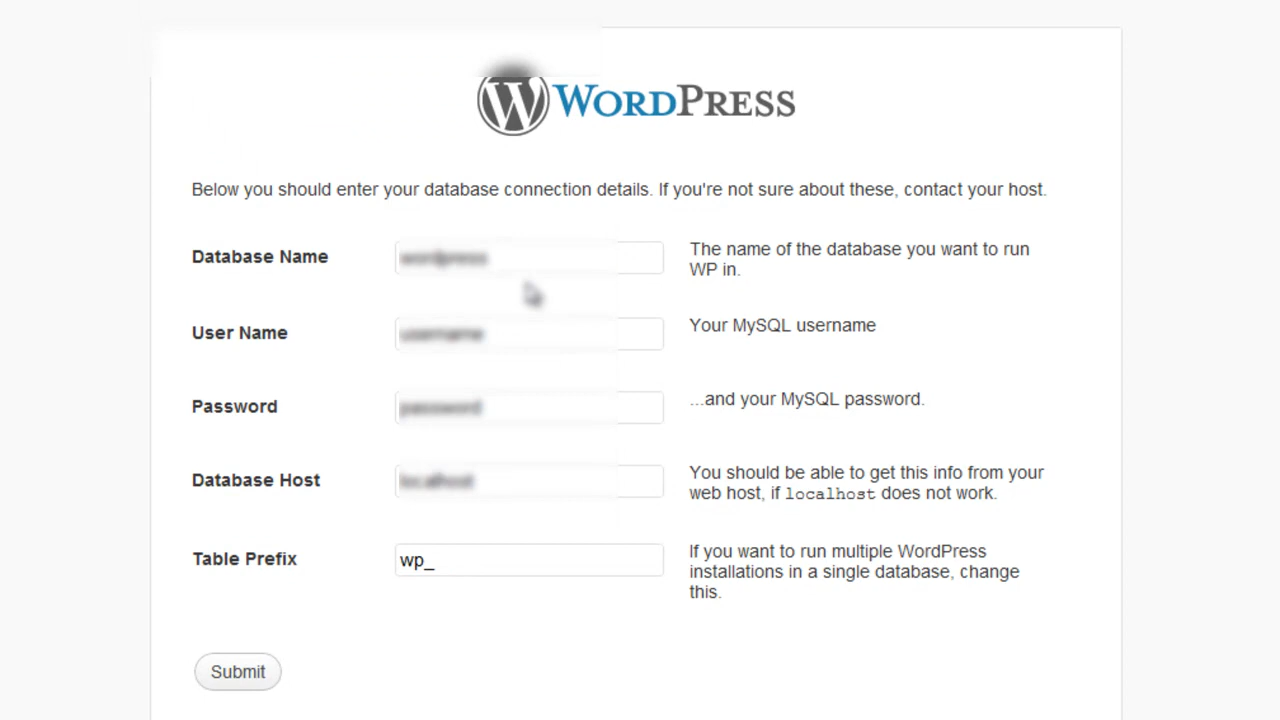 WORDPRESS
Below you should enter your database connection details. If you're not sure about these, contact your host.
Database Name
wordpress
The name of the database you want to run
WP in.
User Name
username
Your MySQL username
Password
password
...and your MySQL password.
Database Host
localhost
You should be able to get this info from your
web host, if localhost does not work.
Table Prefix
wp_
If you want to run multiple WordPress
installations in a single database, change
this.
Submit